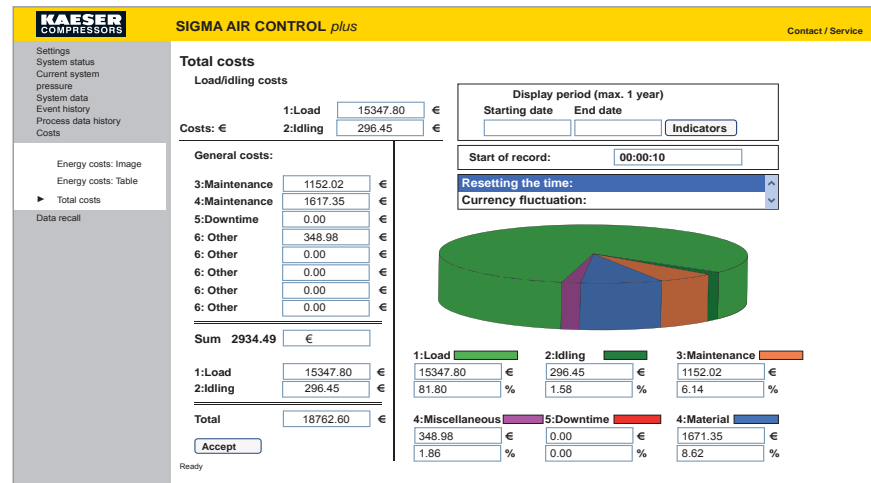 KAESER
COMPRESSORS
SIGMA AIR CONTROL plus
Contact / Service
Settings
System status
Current system
pressure
System data
Event history
Process data history
Costs
Energy costs: Image
Energy costs: Table
► Total costs
Data recall
Total costs
Load/idling costs
1:Load 15347.80 €
Costs: € 2:Idling 296.45 €
General costs:
3:Maintenance 1152.02 €
4:Maintenance 1617.35 €
5:Downtime 0.00 €
6: Other 348.98 €
6: Other 0.00 €
6: Other 0.00 €
6: Other 0.00 €
6: Other 0.00 €
Sum 2934.49 €
1:Load 15347.80 €
2:Idling 296.45 €
Total 18762.60 €
Accept
Ready
Display period (max. 1 year)
Starting date End date
Indicators
Start of record: 00:00:10
Resetting the time:
Currency fluctuation:
1:Load 2:Idling 3:Maintenance
15347.80 € 296.45 € 1152.02 €
81.80 % 1.58 % 6.14 %
4:Miscellaneous 5:Downtime 4:Material
348.98 € 0.00 € 1671.35 €
1.86 % 0.00 % 8.62 %